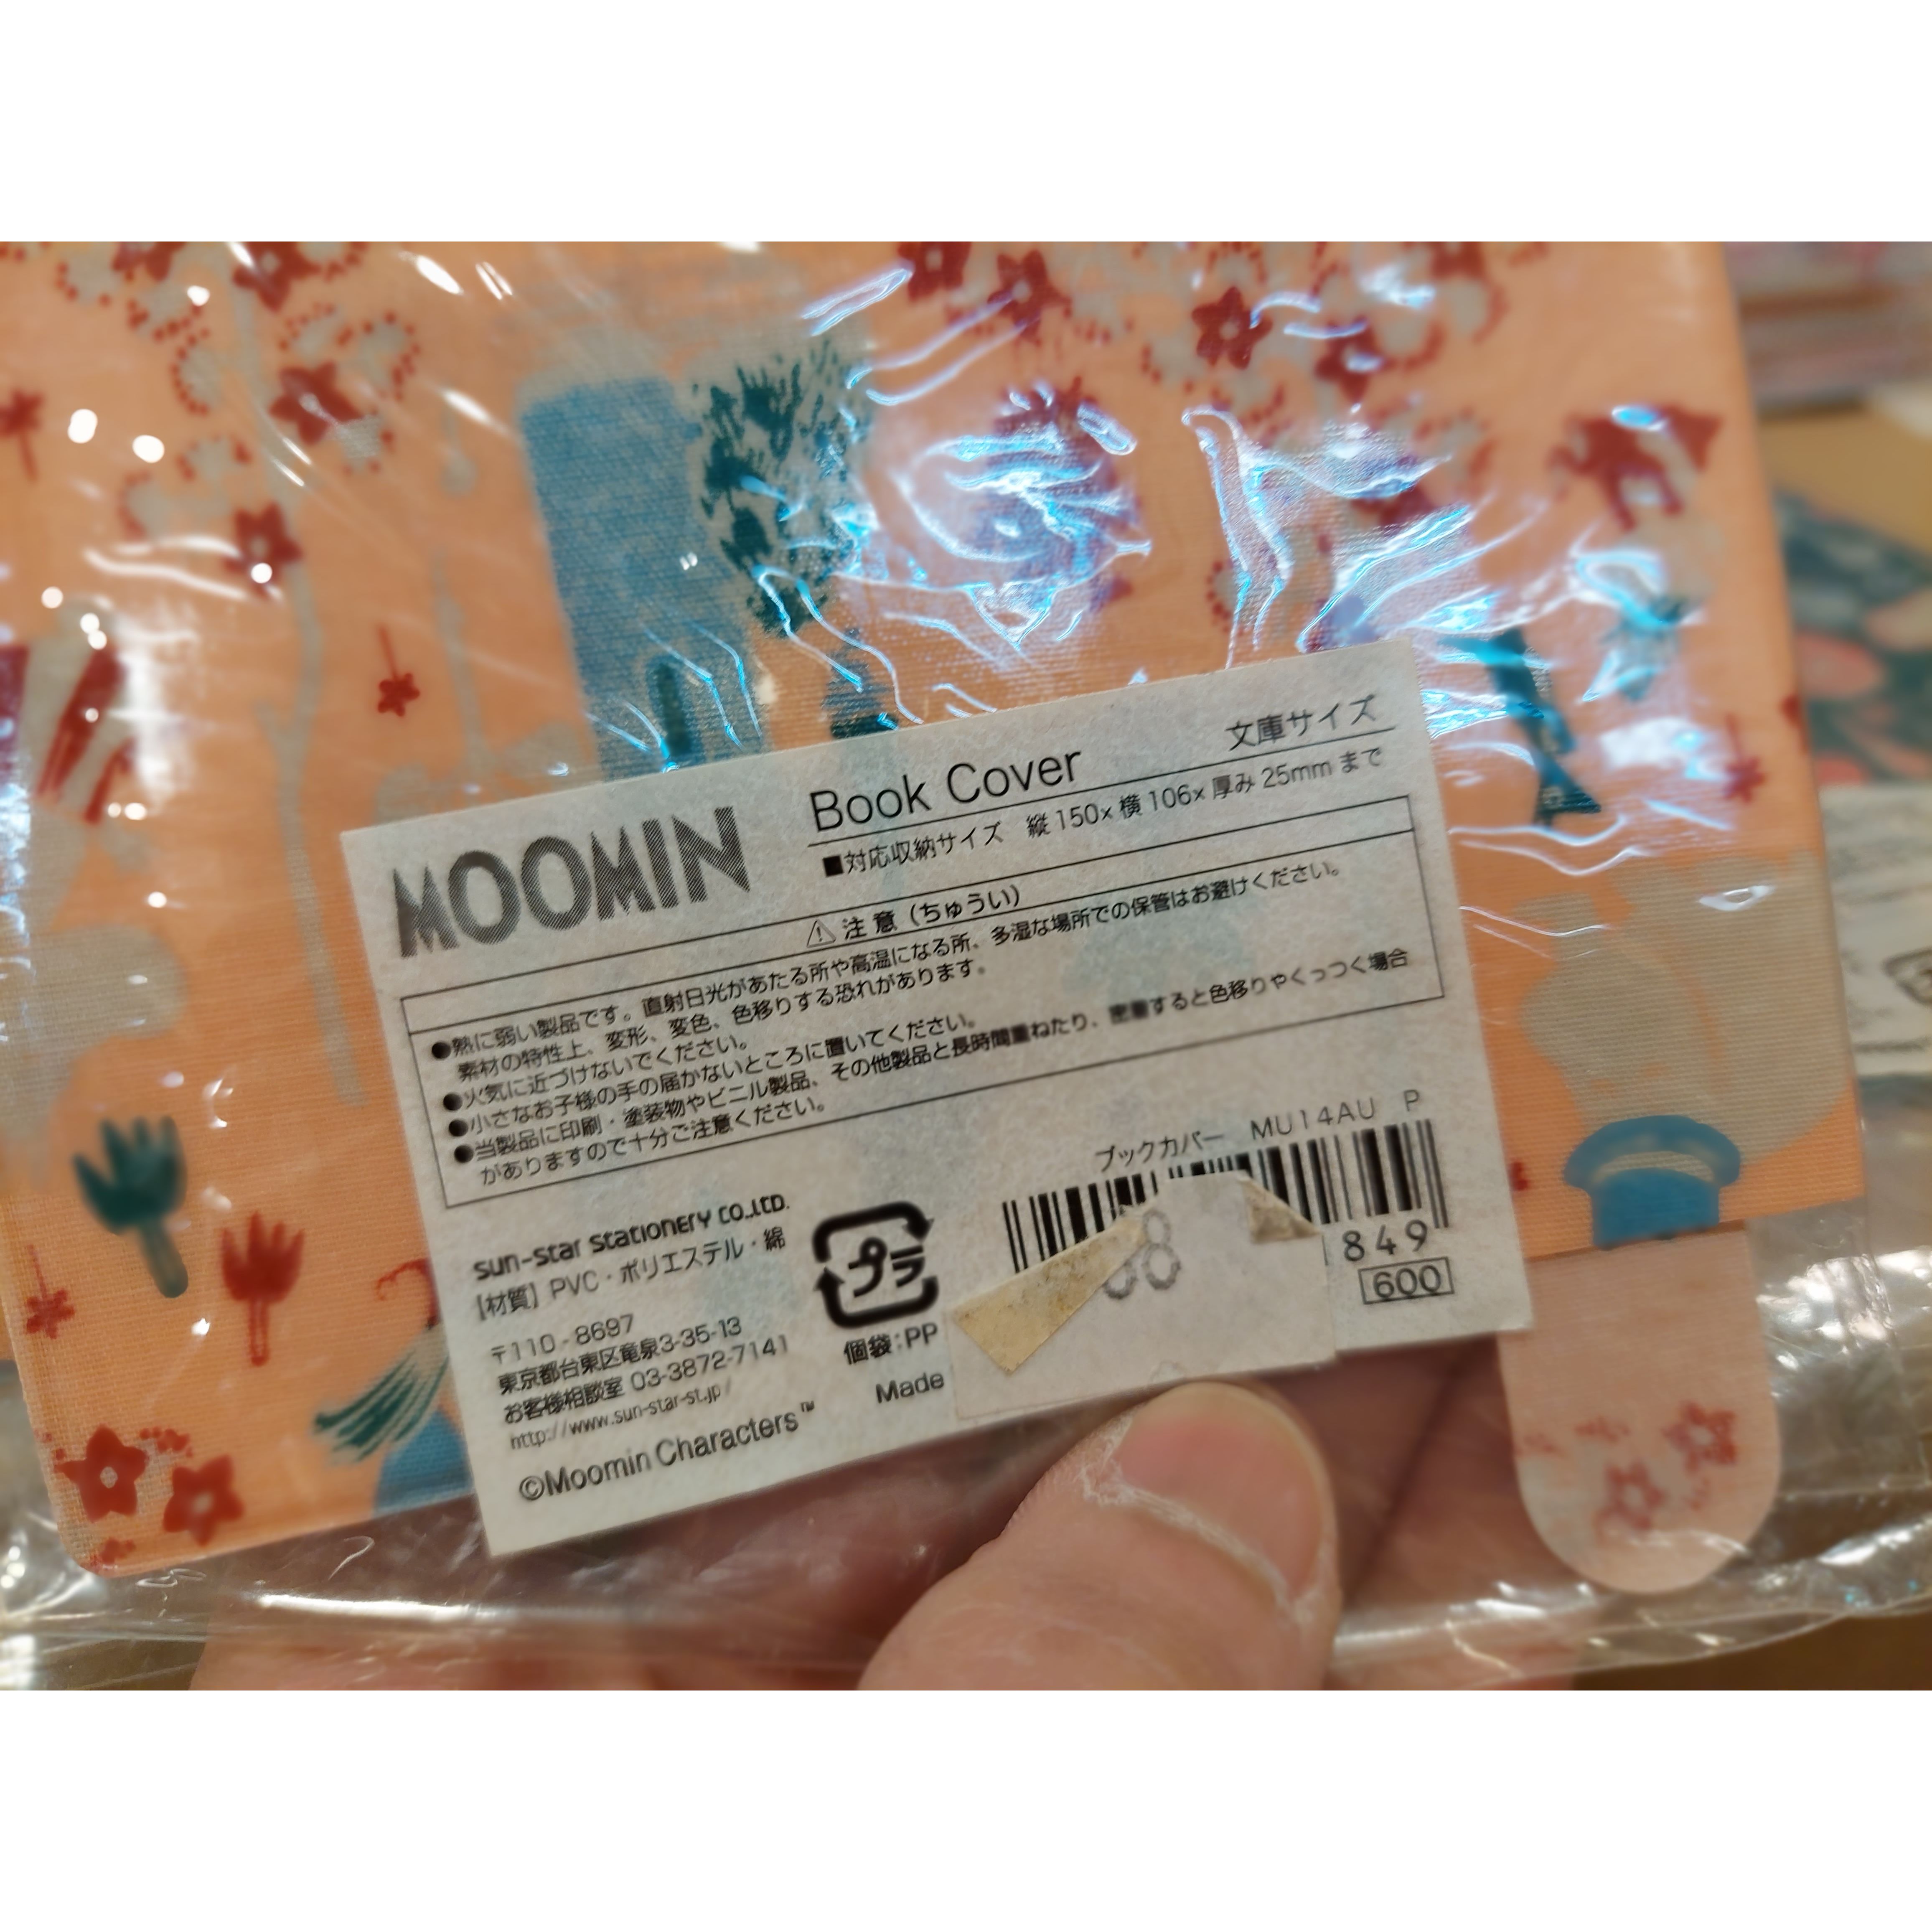 MOOMIN
Book Cover 文庫サイズ
■対応収納サイズ 縦150×横106×厚み25mmまで
⚠注意（ちゅうい）
●熱に弱い製品です。直射日光があたる所や高温になる所、多湿な場所での保管はお避けください。
素材の特性上、変形、変色、色移りする恐れがあります。
●火気に近づけないでください。
●小さなお子様の手の届かないところに置いてください。
●当製品に印刷・塗装物やビニル製品、その他製品と長時間重ねたり、密着すると色移りやくっつく場合
がありますので十分ご注意ください。
sun-star stationery co.,ltd.
【材質】PVC・ポリエステル・綿
〒110-8697
東京都台東区竜泉3-35-13
お客様相談室 03-3872-7141
http://www.sun-star-st.jp/
©Moomin Characters™
プラ
個袋:PP
Made
ブックカバー MU14AU P
849
600